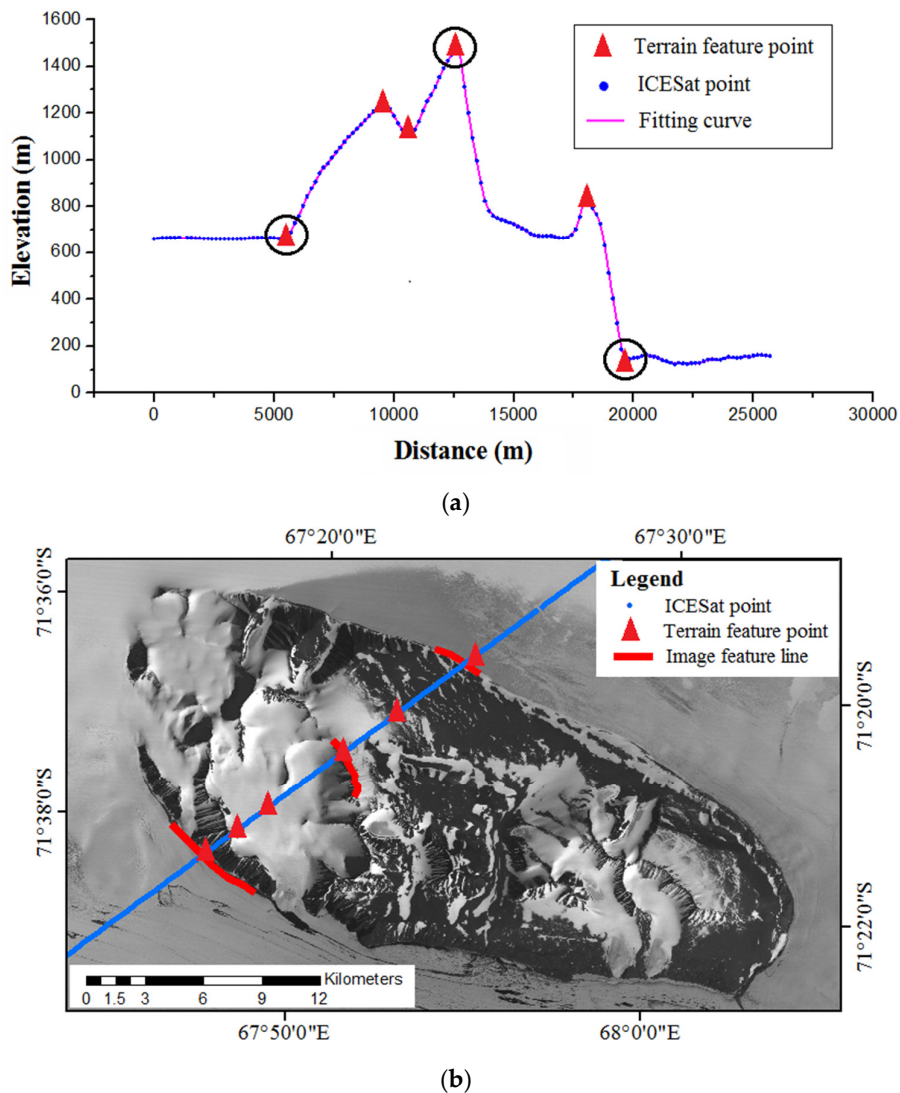 1600
1400
1200
1000
800
600
400
200
0
Elevation (m)
Terrain feature point
ICESat point
Fitting curve
0 5000 10000 15000 20000 25000 30000
Distance (m)
(a)
67°20'0"E 67°30'0"E
71°36'0"S
71°38'0"S
Legend
ICESat point
Terrain feature point
Image feature line
71°20'0"S
71°22'0"S
Kilometers
0 1.5 3 6 9 12
67°50'0"E 68°0'0"E
(b)